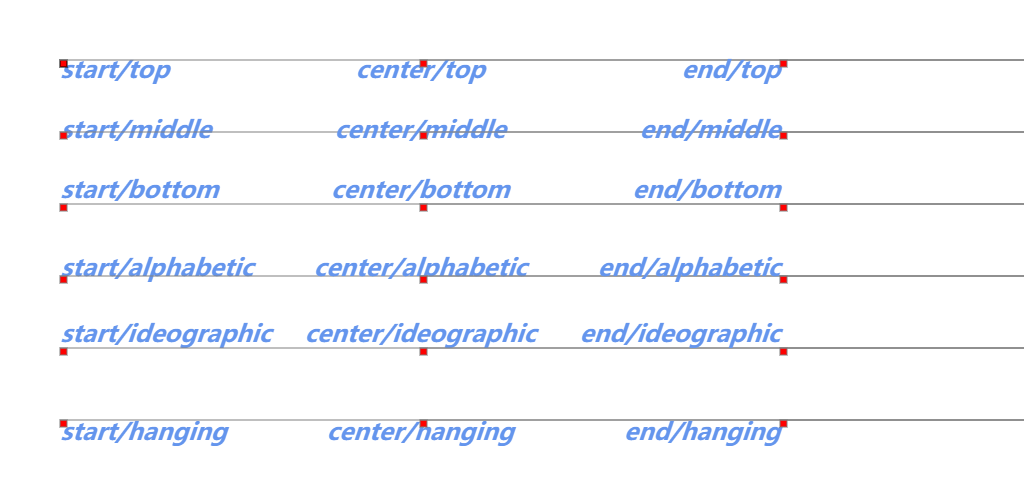 start/top center/top end/top
start/middle center/middle end/middle
start/bottom center/bottom end/bottom
start/alphabetic center/alphabetic end/alphabetic
start/ideographic center/ideographic end/ideographic
start/hanging center/hanging end/hanging